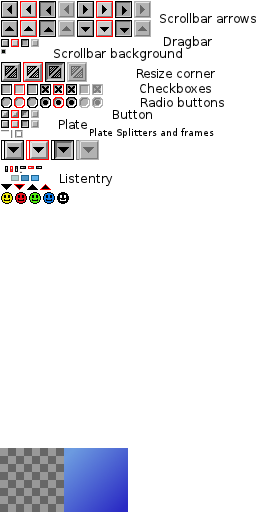 Scrollbar arrows
Dragbar
Scrollbar background
Resize corner
Checkboxes
Radio buttons
Button
Plate
Plate Splitters and frames
Listentry